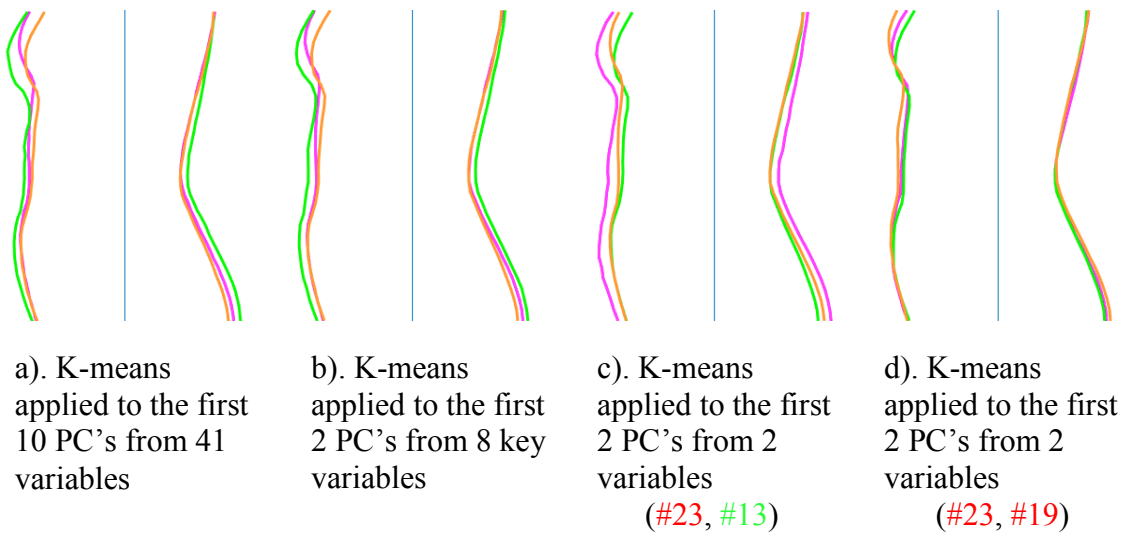 a). K-means
applied to the first
10 PC's from 41
variables
b). K-means
applied to the first
2 PC's from 8 key
variables
c). K-means
applied to the first
2 PC's from 2
variables
(#23, #13)
d). K-means
applied to the first
2 PC's from 2
variables
(#23, #19)